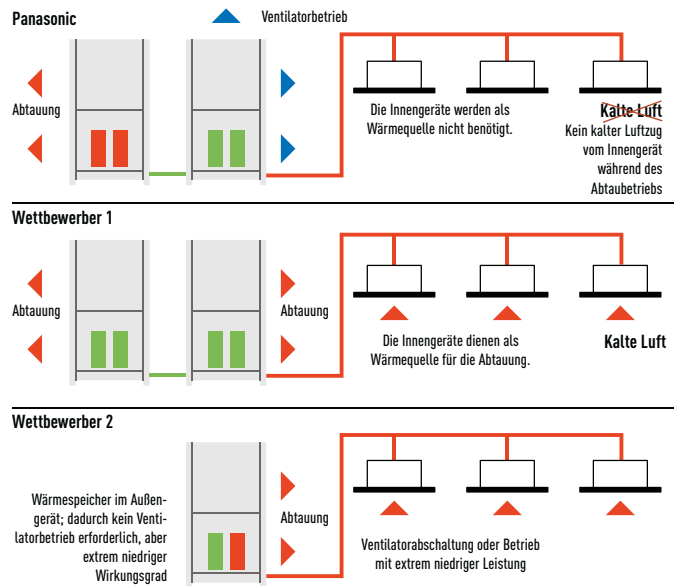 Panasonic
Ventilatorbetrieb
Abtauung
Die Innengeräte werden als
Wärmequelle nicht benötigt.
Kalte Luft
Kein kalter Luftzug
vom Innengerät
während des
Abtaubetriebs
Wettbewerber 1
Abtauung
Abtauung
Die Innengeräte dienen als
Wärmequelle für die Abtauung.
Kalte Luft
Wettbewerber 2
Wärmespeicher im Außen-
gerät; dadurch kein Venti-
latorbetrieb erforderlich, aber
extrem niedriger
Wirkungsgrad
Abtauung
Ventilatorabschaltung oder Betrieb
mit extrem niedriger Leistung